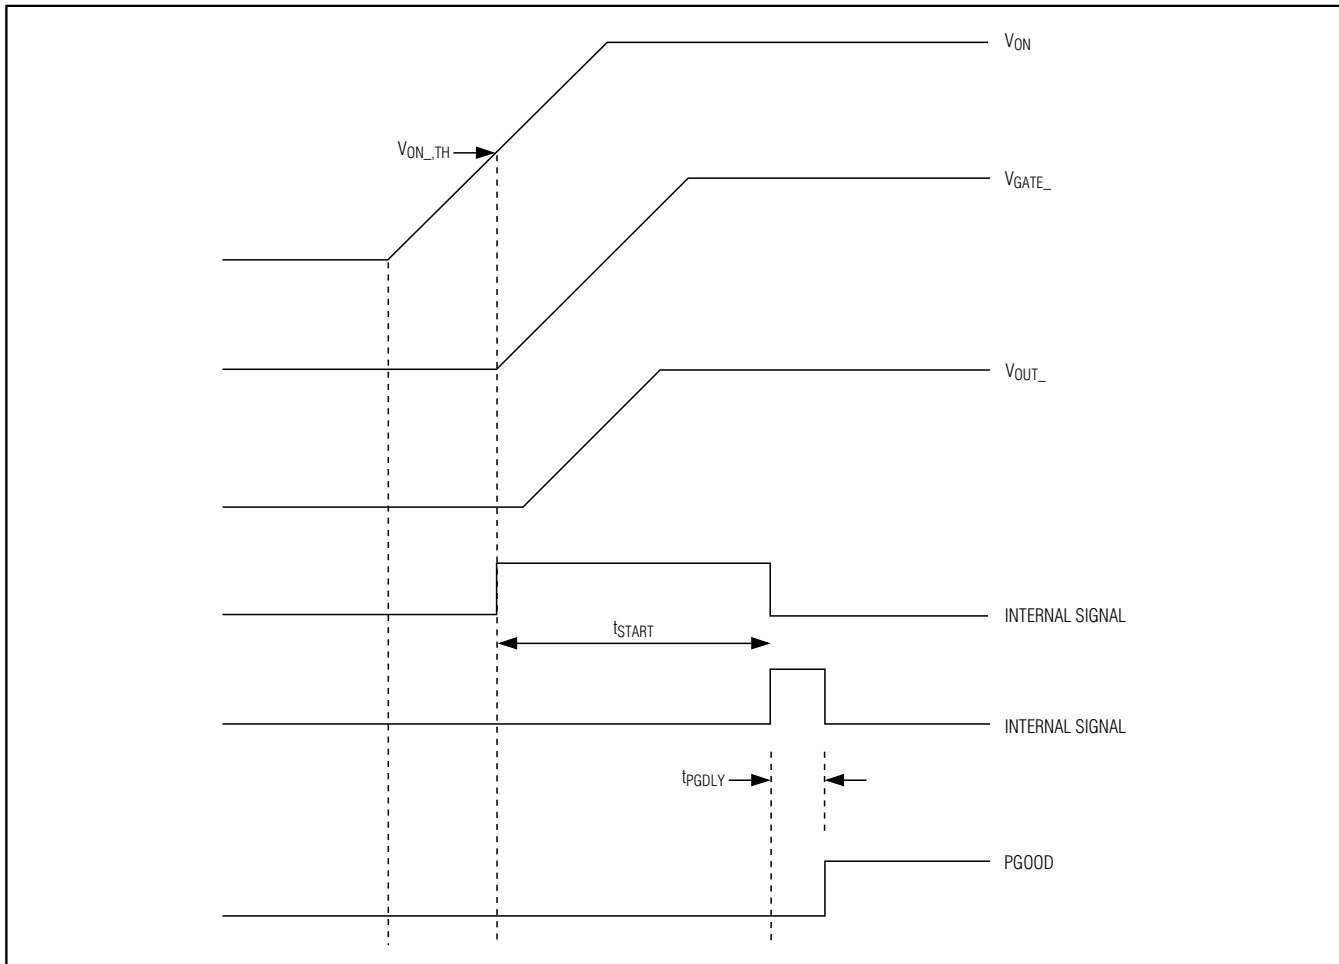 VON
VON_,TH
VGATE_
VOUT_
INTERNAL SIGNAL
tSTART
INTERNAL SIGNAL
tPGDLY
PGOOD